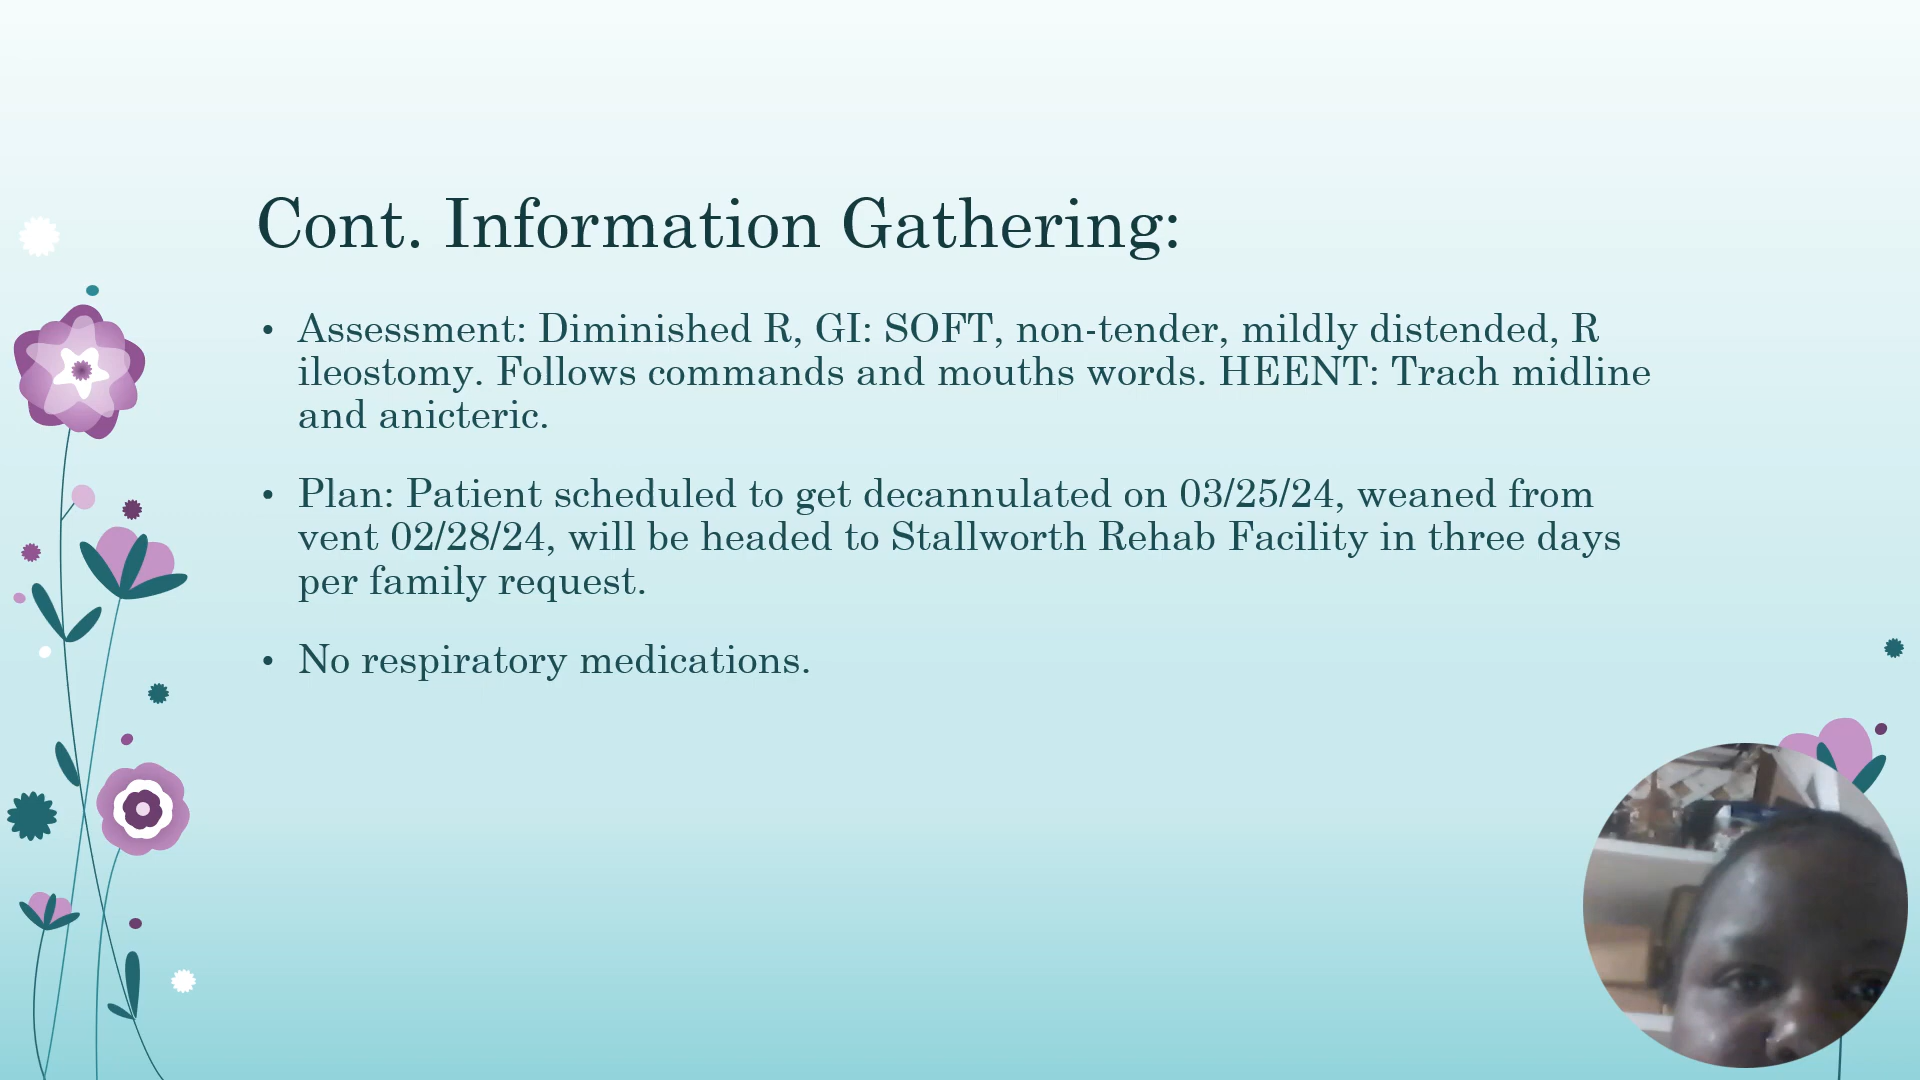 Cont. Information Gathering:
• Assessment: Diminished R, GI: SOFT, non-tender, mildly distended, R
ileostomy. Follows commands and mouths words. HEENT: Trach midline
and anicteric.
• Plan: Patient scheduled to get decannulated on 03/25/24, weaned from
vent 02/28/24, will be headed to Stallworth Rehab Facility in three days
per family request.
• No respiratory medications.